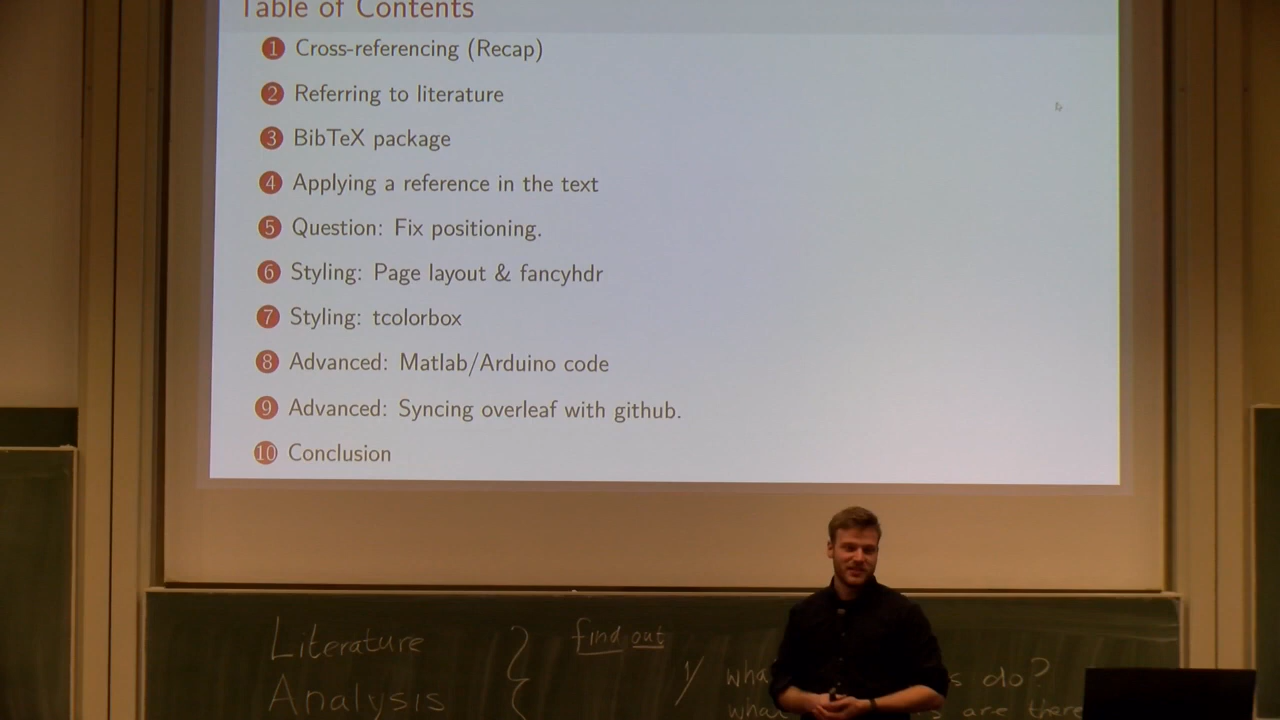 Table of Contents
1 Cross-referencing (Recap)
2 Referring to literature
3 BibTeX package
4 Applying a reference in the text
5 Question: Fix positioning.
6 Styling: Page layout & fancyhdr
7 Styling: tcolorbox
8 Advanced: Matlab/Arduino code
9 Advanced: Syncing overleaf with github.
10 Conclusion
Literature { find out
Analysis 1/ do?
are there